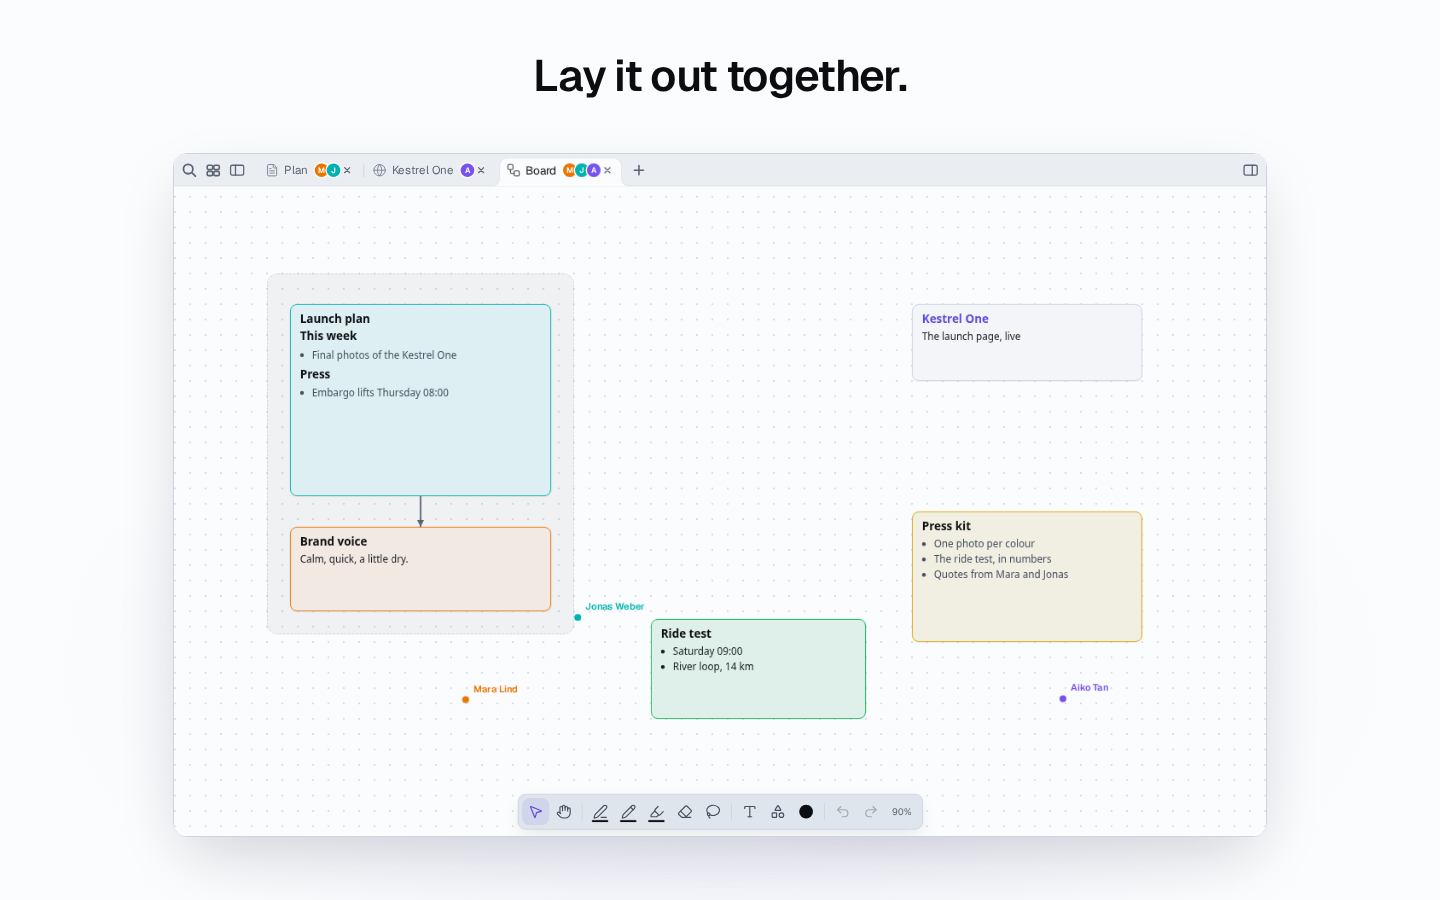 Lay it out together.
Plan M J
Kestrel One A
Board M J A
Launch plan
This week
Final photos of the Kestrel One
Press
Embargo lifts Thursday 08:00
Brand voice
Calm, quick, a little dry.
Kestrel One
The launch page, live
Press kit
One photo per colour
The ride test, in numbers
Quotes from Mara and Jonas
Jonas Weber
Ride test
Saturday 09:00
River loop, 14 km
Mara Lind
Aiko Tan
T
90%